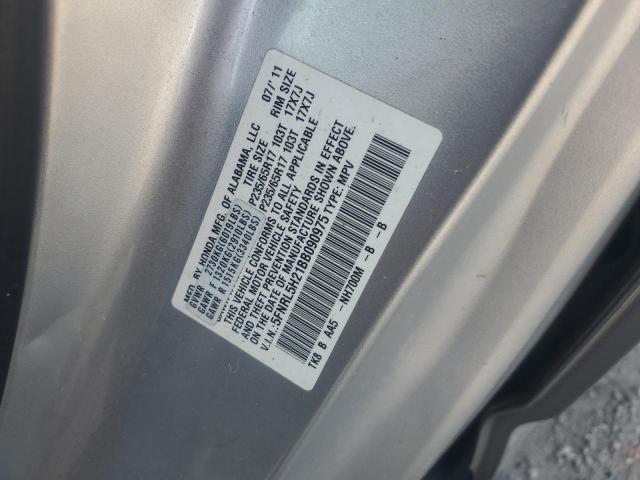 MFD. BY HONDA MFG. OF ALABAMA, LLC 07/'11
GVWR 2730KG(6019LBS) TIRE SIZE RIM SIZE
GAWR F 1320KG(2910LBS) P235/65R17 103T 17X7J
GAWR R 1515KG(3340LBS) P235/65R17 103T 17X7J
THIS VEHICLE CONFORMS TO ALL APPLICABLE
FEDERAL MOTOR VEHICLE SAFETY
AND THEFT PREVENTION STANDARDS IN EFFECT
ON THE DATE OF MANUFACTURE SHOWN ABOVE.
V.I.N.:5FNRL5H21BB090975 TYPE: MPV
TK8 B AA5 -NH700M -B -B